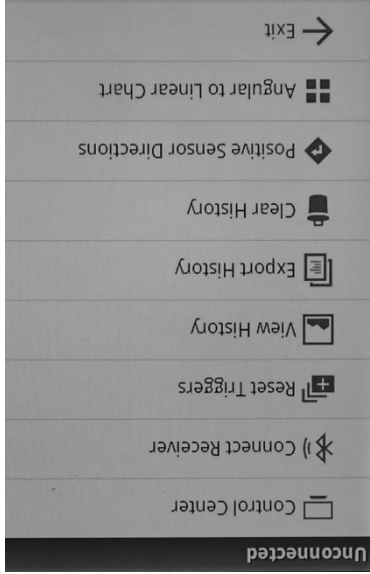 Unconnected
Control Center
Connect Receiver
Reset Triggers
View History
Export History
Clear History
Positive Sensor Directions
Angular to Linear Chart
Exit